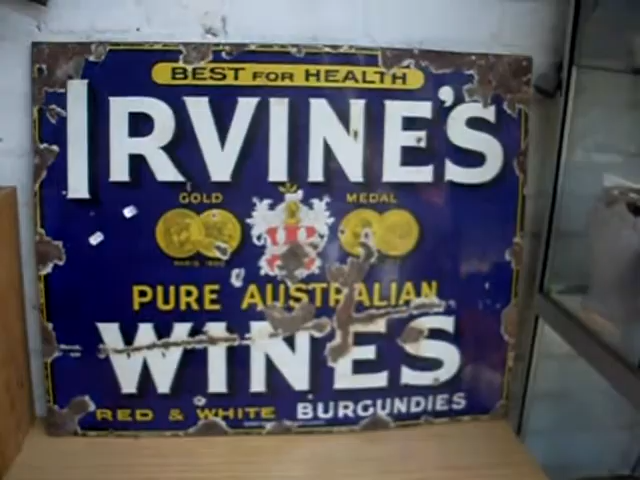 BEST FOR HEALTH
IRVINE'S
GOLD MEDAL
PURE AUSTRALIAN
WINES
RED & WHITE BURGUNDIES